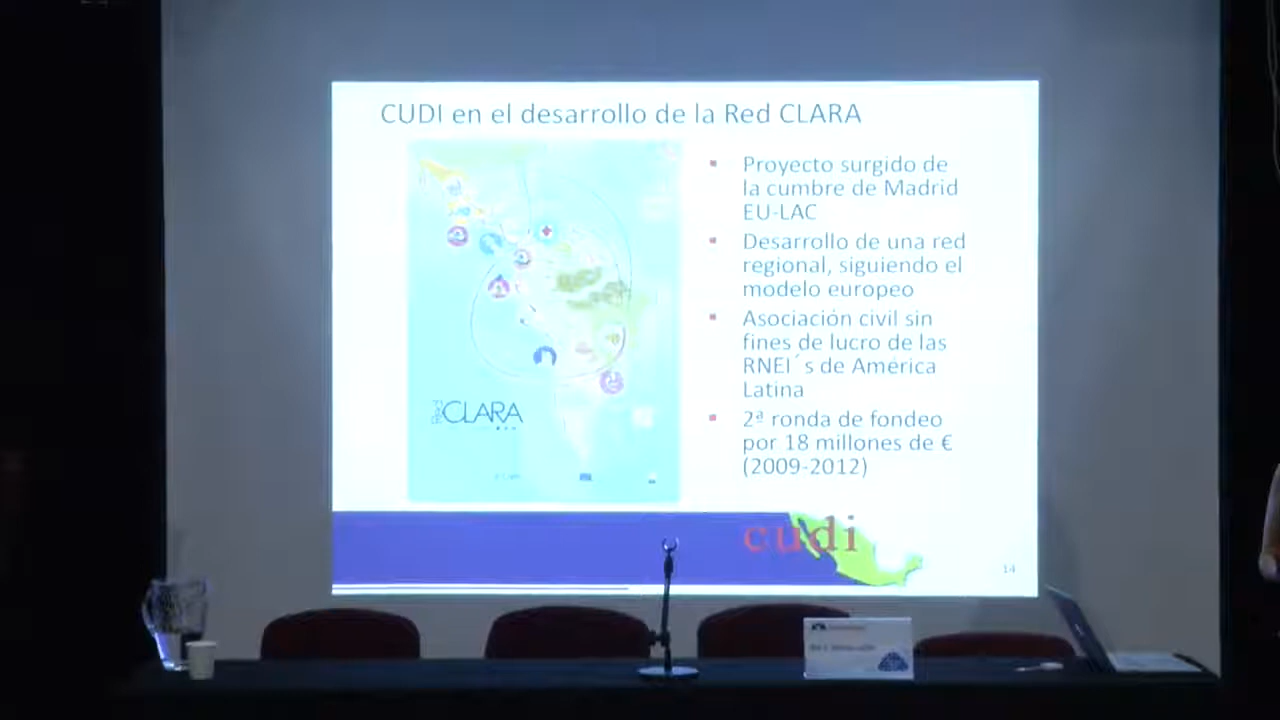 CUDI en el desarrollo de la Red CLARA
Proyecto surgido de
la cumbre de Madrid
EU-LAC
Desarrollo de una red
regional, siguiendo el
modelo europeo
Asociación civil sin
fines de lucro de las
RNEI´s de América
Latina
2ª ronda de fondeo
por 18 millones de €
(2009-2012)
CLARA
cudi
14